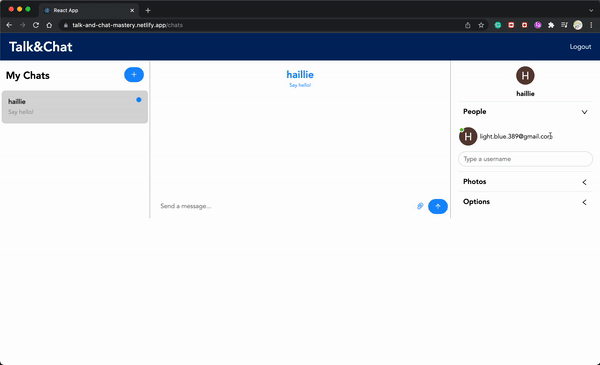 React App
talk-and-chat-mastery.netlify.app/chats
Talk&Chat
Logout
My Chats
+
haillie
Say hello!
haillie
Say hello!
Send a message...
H
haillie
People
H light.blue.389@gmail.com
Type a username
Photos
Options